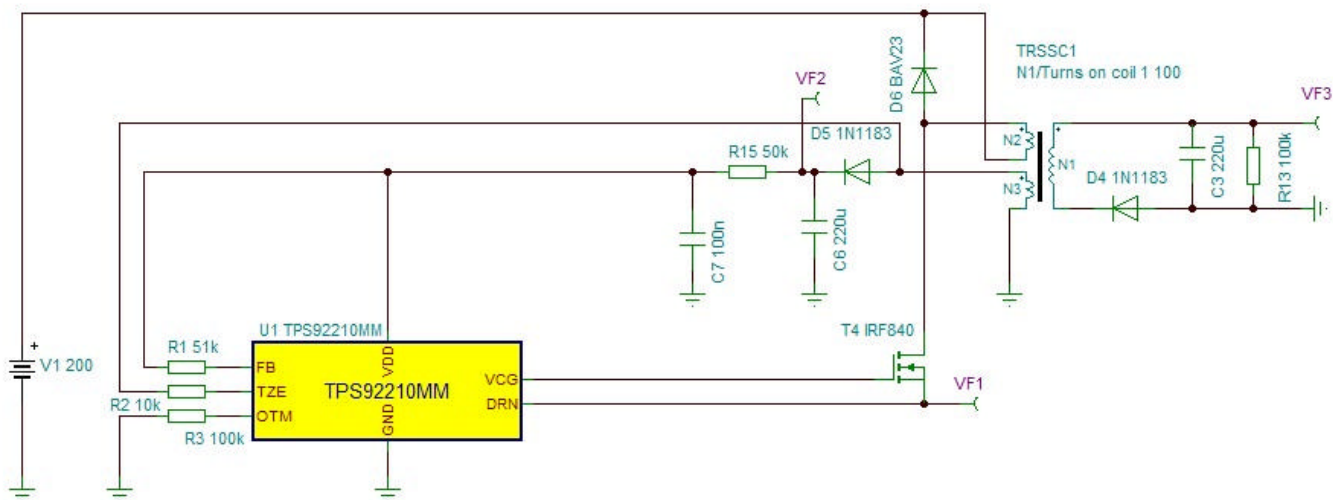 TRSSC1
N1/Turns on coil 1 100
D6 BAV23
VF2
VF3
D5 1N1183
N2
N1
N3
R15 50k
D4 1N1183
C3 220u
R13 100k
C7 100n
C6 220u
U1 TPS92210MM
T4 IRF840
+
V1 200
R1 51k
FB
VDD
TZE
TPS92210MM
VCG
VF1
R2 10k
DRN
OTM
GND
R3 100k